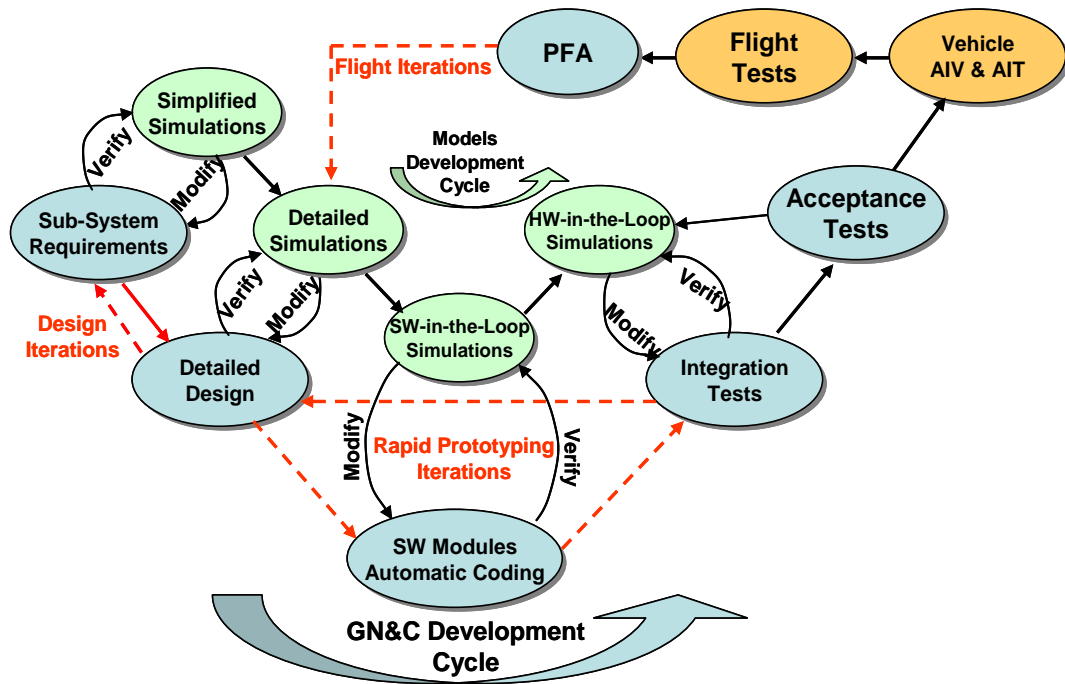 PFA
Flight
Tests
Vehicle
AIV & AIT
Flight Iterations
Simplified
Simulations
Verify
Modify
Models
Development
Cycle
Sub-System
Requirements
Detailed
Simulations
HW-in-the-Loop
Simulations
Acceptance
Tests
Verify
Modify
Verify
Modify
Design
Iterations
SW-in-the-Loop
Simulations
Detailed
Design
Integration
Tests
Modify
Rapid Prototyping
Iterations
Verify
SW Modules
Automatic Coding
GN&C Development
Cycle